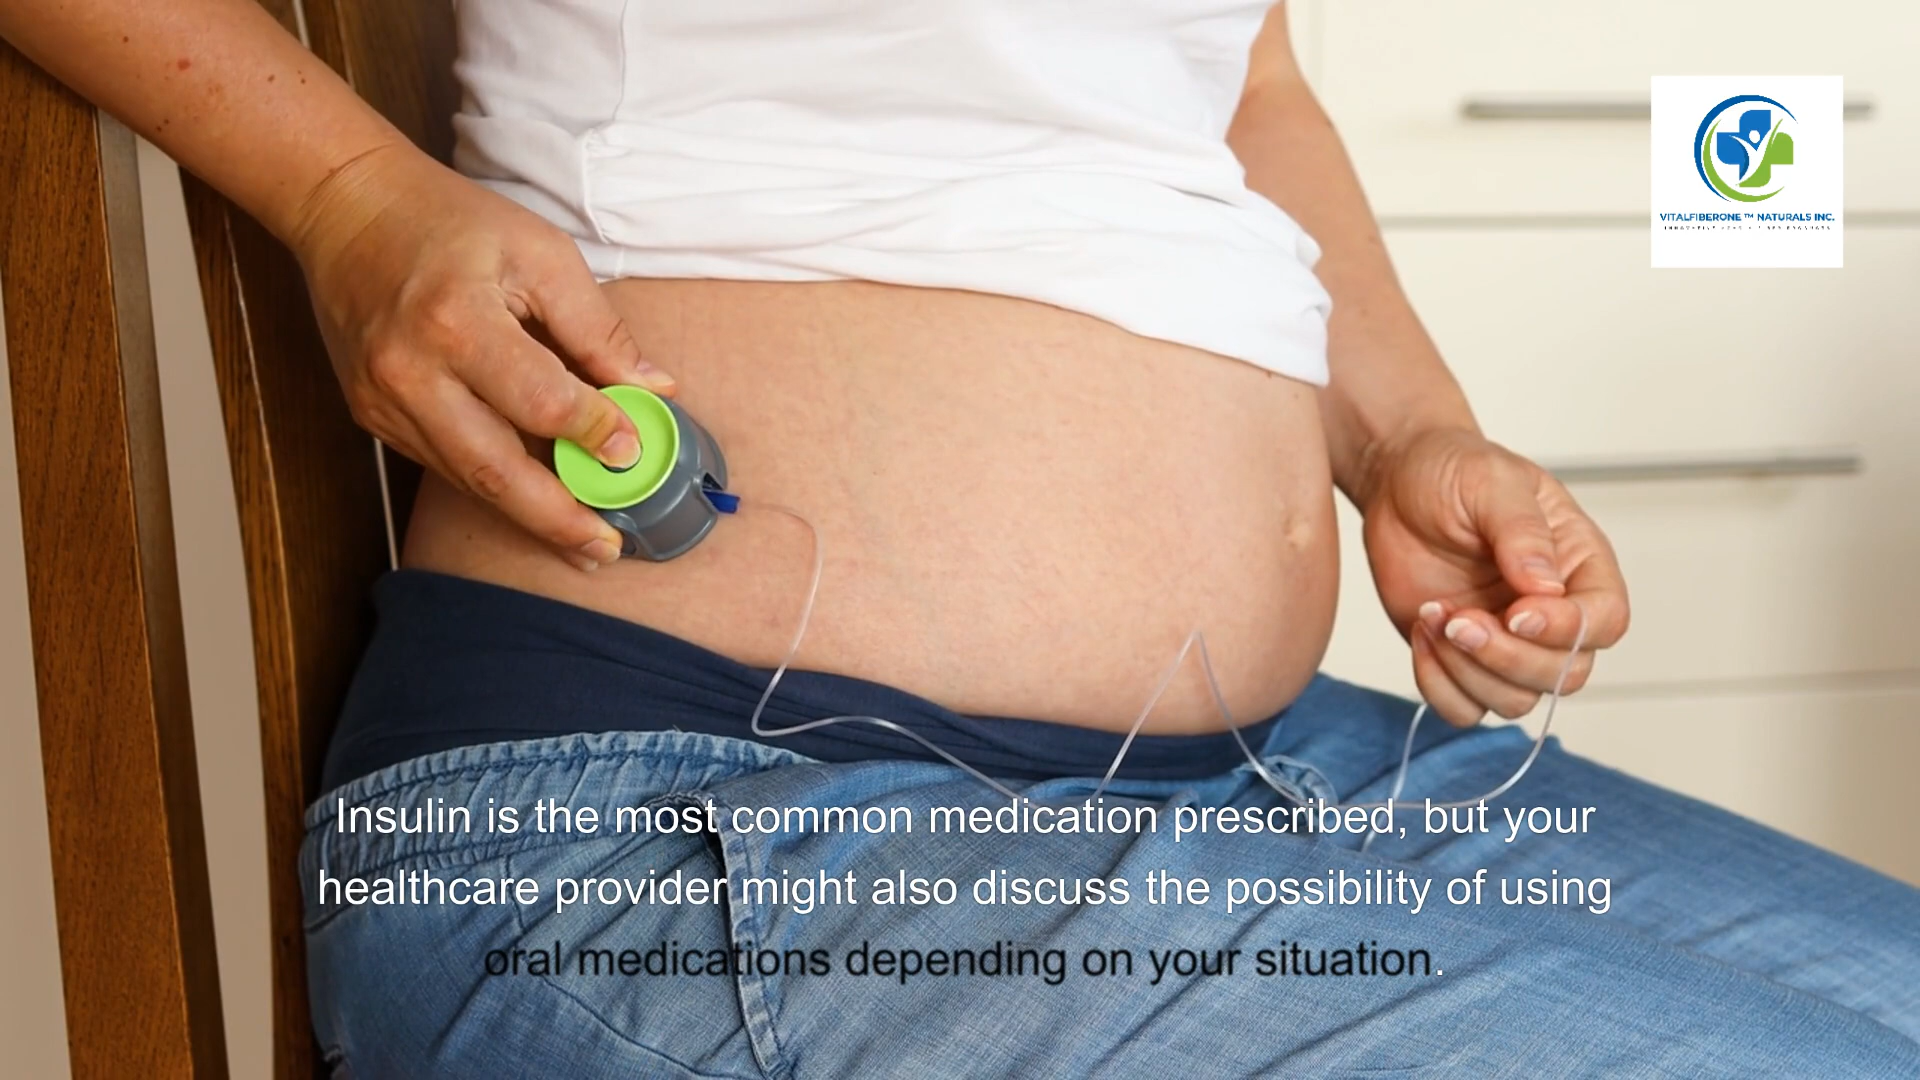 VITALFIBERONE ™ NATURALS INC.
Insulin is the most common medication prescribed, but your
healthcare provider might also discuss the possibility of using
oral medications depending on your situation.